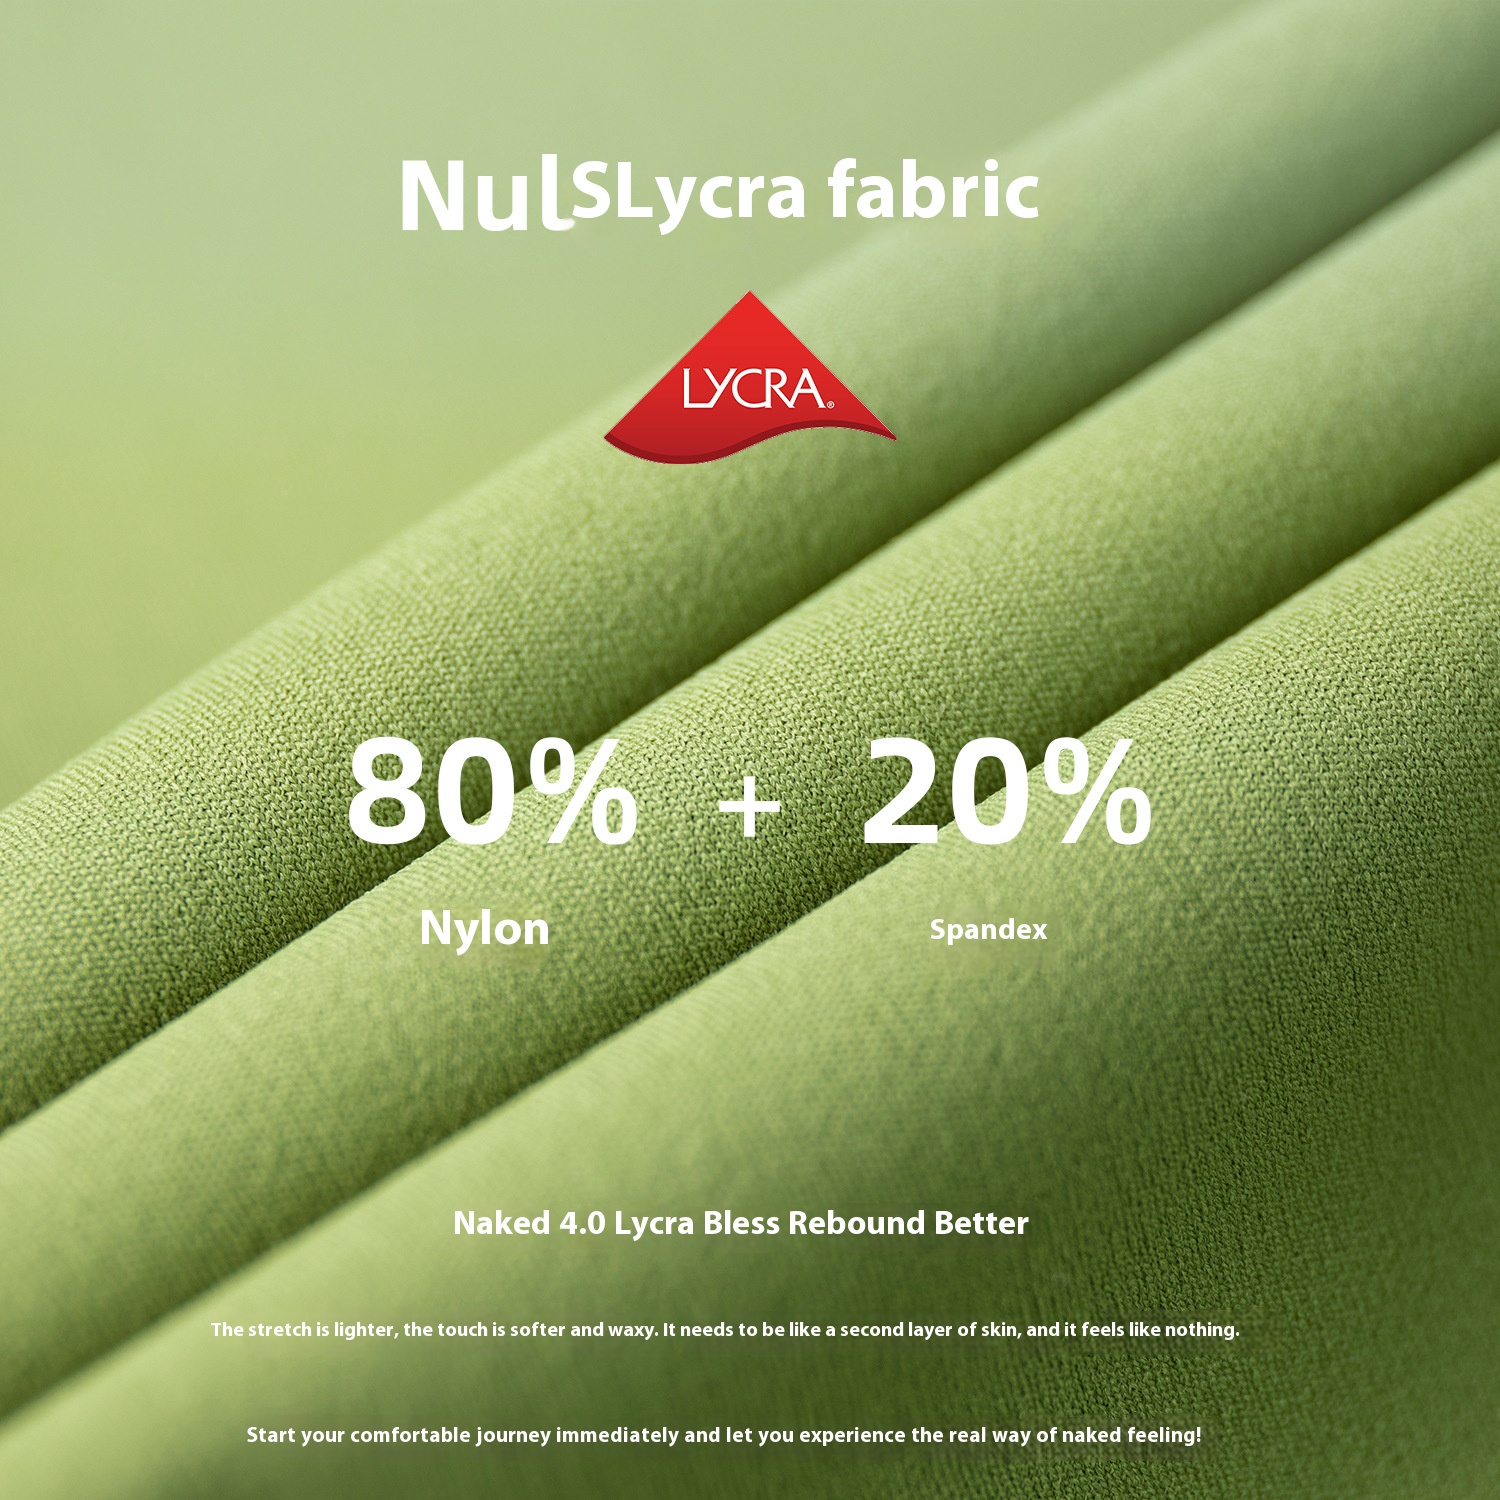 NulSLycra fabric
LYCRA®
80% + 20%
Nylon Spandex
Naked 4.0 Lycra Bless Rebound Better
The stretch is lighter, the touch is softer and waxy. It needs to be like a second layer of skin, and it feels like nothing.
Start your comfortable journey immediately and let you experience the real way of naked feeling!